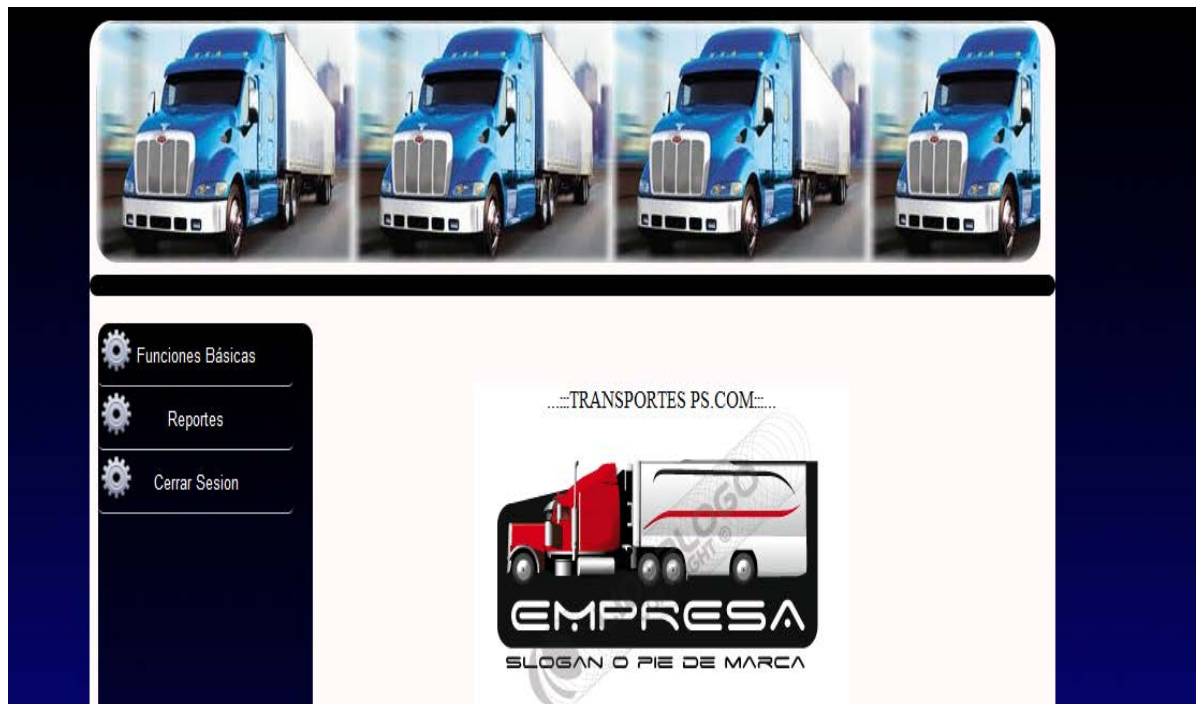 Funciones Básicas
Reportes
Cerrar Sesion
...:::TRANSPORTES PS.COM:::...
EMPRESA
SLOGAN O PIE DE MARCA